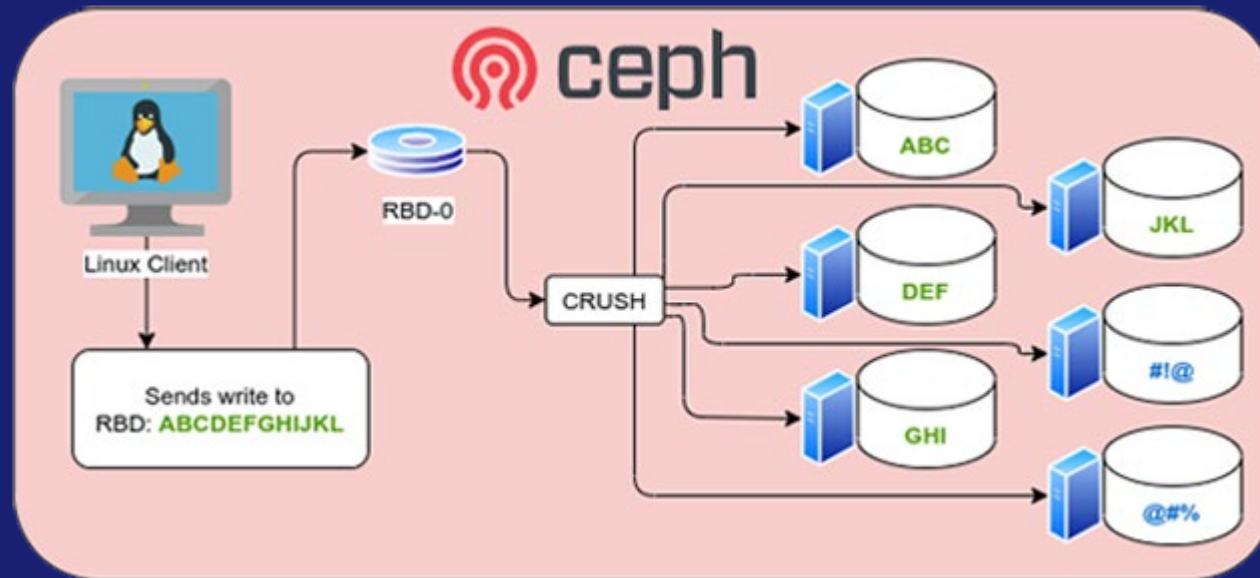 ceph
Linux Client
Sends write to
RBD: ABCDEFGHIJKL
RBD-0
CRUSH
ABC
JKL
DEF
#!@
GHI
@#%